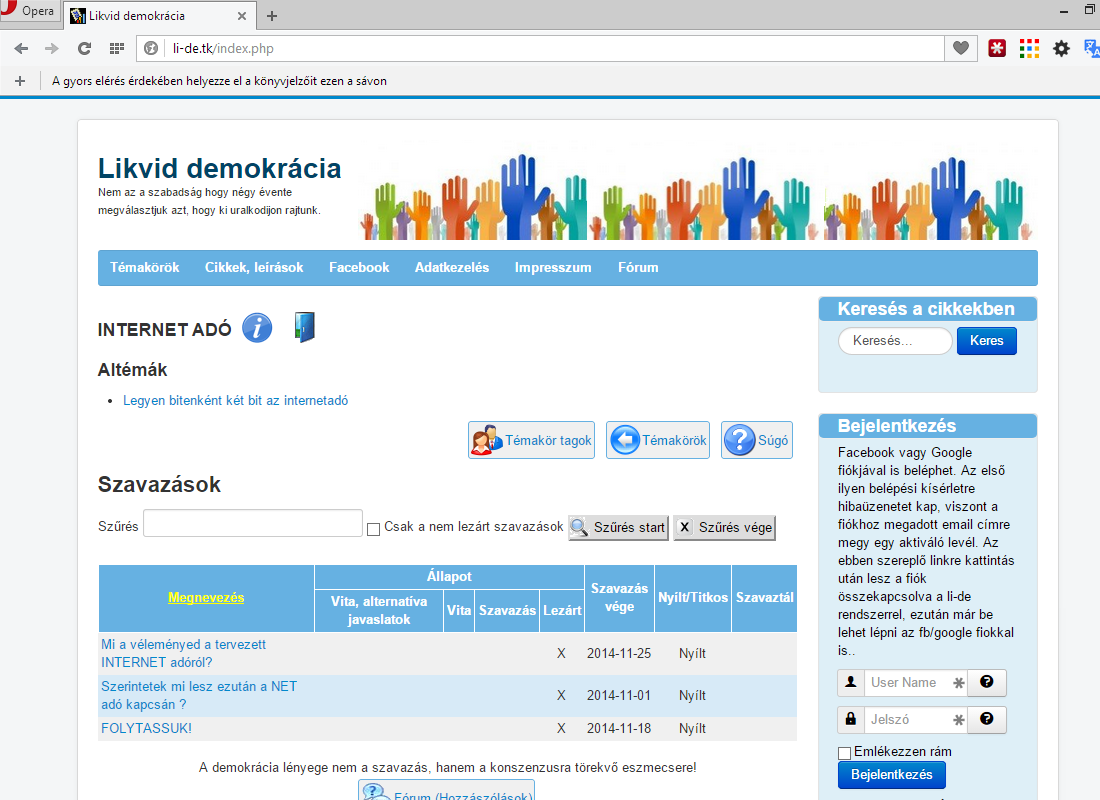 Opera
Likvid demokrácia
li-de.tk/index.php
A gyors elérés érdekében helyezze el a könyvjelzőit ezen a sávon
Likvid demokrácia
Nem az a szabadság hogy négy évente
megválasztjuk azt, hogy ki uralkodijon rajtunk.
Témakörök Cikkek, leírások Facebook Adatkezelés Impresszum Fórum
INTERNET ADÓ
Altémák
Legyen bitenként két bit az internetadó
Témakör tagok Témakörök Súgó
Szavazások
Szűrés Csak a nem lezárt szavazások Szűrés start X Szűrés vége
Megnevezés Állapot Szavazás vége Nyílt/Titkos Szavaztál
Vita, alternatíva javaslatok Vita Szavazás Lezárt
Mi a véleményed a tervezett
INTERNET adóról? X 2014-11-25 Nyílt
Szerintetek mi lesz ezután a NET
adó kapcsán ? X 2014-11-01 Nyílt
FOLYTASSUK! X 2014-11-18 Nyílt
A demokrácia lényege nem a szavazás, hanem a konszenzusra törekvő eszmecsere!
Fórum (Hozzászólások)
Keresés a cikkekben
Keresés... Keres
Bejelentkezés
Facebook vagy Google
fiókjával is beléphet. Az első
ilyen belépési kísérletre
hibaüzenetet kap, viszont a
fiókhoz megadott email címre
megy egy aktiváló levél. Az
ebben szereplő linkre kattintás
után lesz a fiók
összekapcsolva a li-de
rendszerrel, ezután már be
lehet lépni az fb/google fiokkal
is..
User Name
Jelszó
Emlékezzen rám
Bejelentkezés